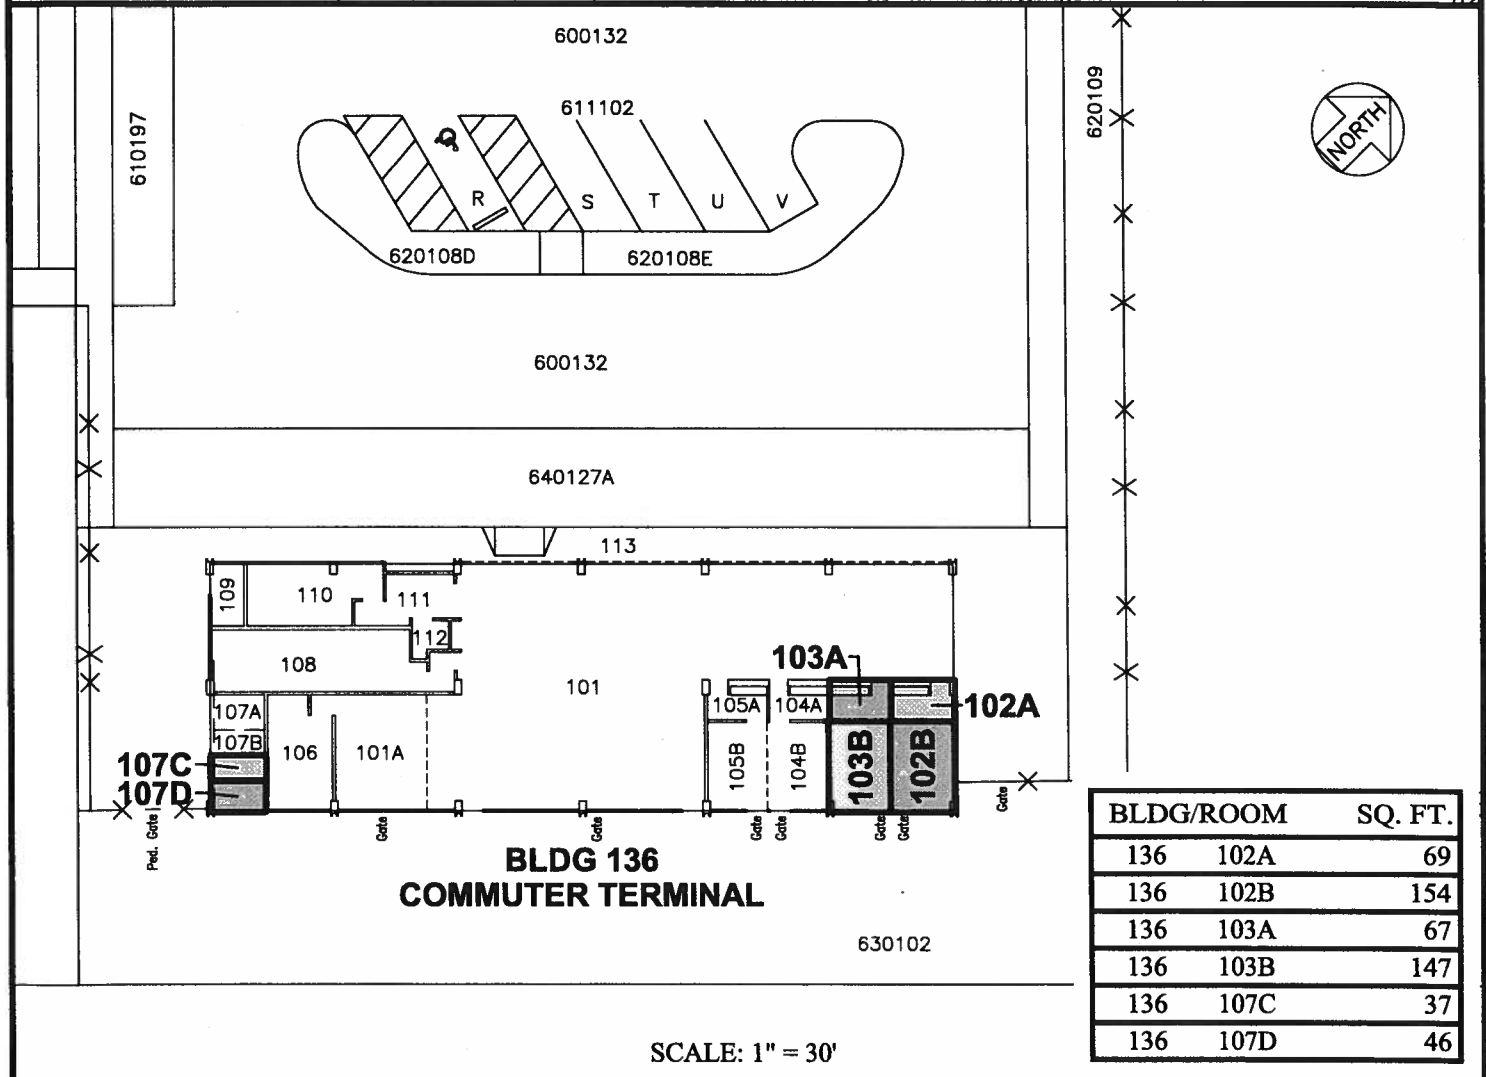 600132
620109
610197
611102
NORTH
R
S
T
U
V
620108D
620108E
600132
640127A
113
109
110
111
112
108
101
103A
102A
105A
104A
107A
107B
106
101A
105B
104B
103B
102B
107C
107D
Ped. Gate
Gate
Gate
Gate
Gate
Gate
Gate
Gate
BLDG 136
COMMUTER TERMINAL
630102
SCALE: 1" = 30'
BLDG/ROOM SQ. FT.
136 102A 69
136 102B 154
136 103A 67
136 103B 147
136 107C 37
136 107D 46